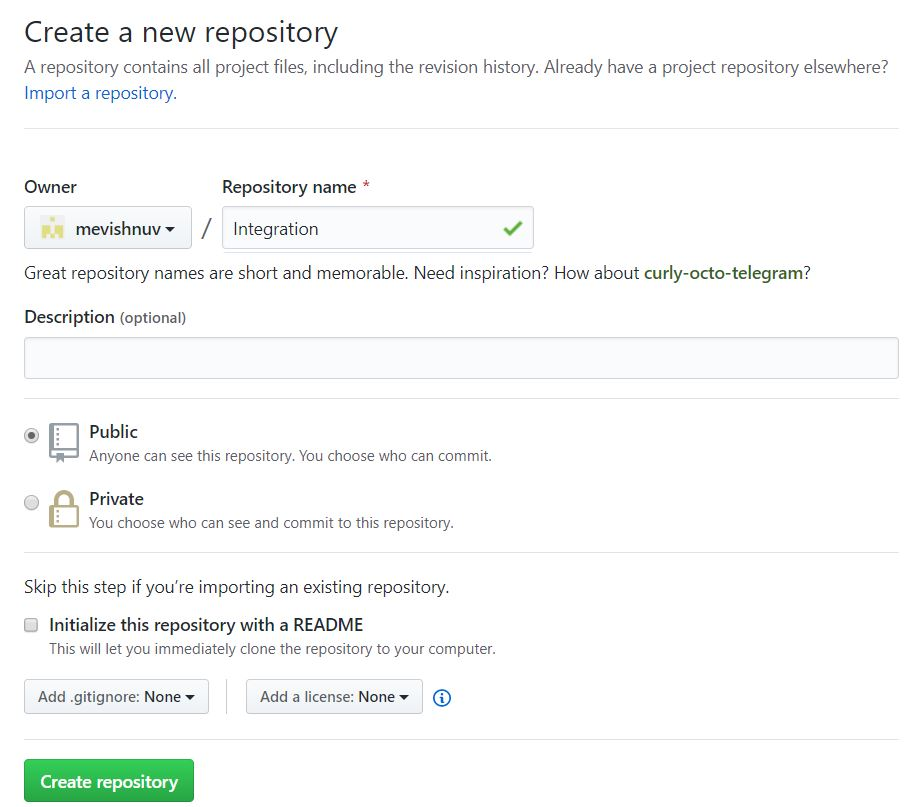 Create a new repository
A repository contains all project files, including the revision history. Already have a project repository elsewhere?
Import a repository.
Owner
Repository name *
mevishnuv
/
Integration
Great repository names are short and memorable. Need inspiration? How about curly-octo-telegram?
Description (optional)
Public
Anyone can see this repository. You choose who can commit.
Private
You choose who can see and commit to this repository.
Skip this step if you’re importing an existing repository.
Initialize this repository with a README
This will let you immediately clone the repository to your computer.
Add .gitignore: None
Add a license: None
Create repository